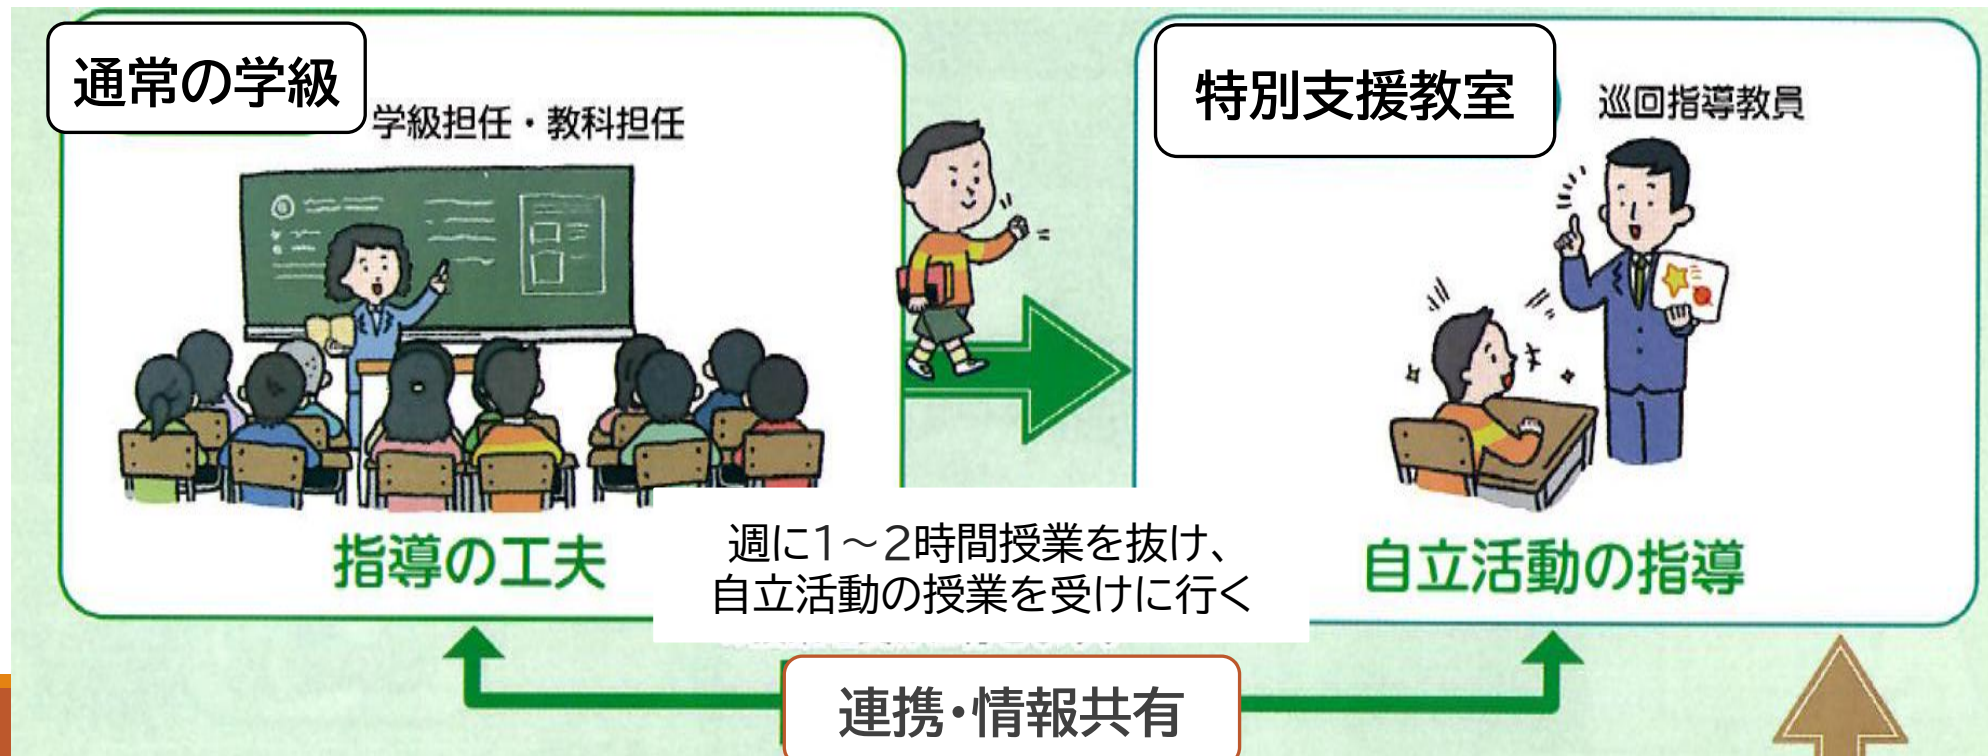 通常の学級
学級担任・教科担任
特別支援教室
巡回指導教員
指導の工夫
週に1～2時間授業を抜け、
自立活動の授業を受けに行く
自立活動の指導
連携・情報共有